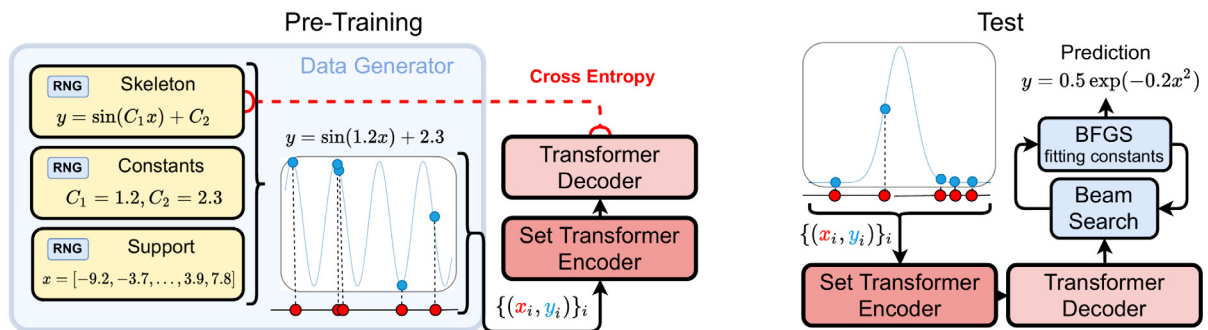 Pre-Training
Data Generator
RNG Skeleton
y = sin(C₁x) + C₂
RNG Constants
C₁ = 1.2, C₂ = 2.3
RNG Support
x = [−9.2, −3.7, . . . , 3.9, 7.8]
y = sin(1.2x) + 2.3
Cross Entropy
Transformer
Decoder
Set Transformer
Encoder
{(xᵢ, yᵢ)}ᵢ
Test
{(xᵢ, yᵢ)}ᵢ
Set Transformer
Encoder
Transformer
Decoder
Beam
Search
BFGS
fitting constants
Prediction
y = 0.5 exp(−0.2x²)